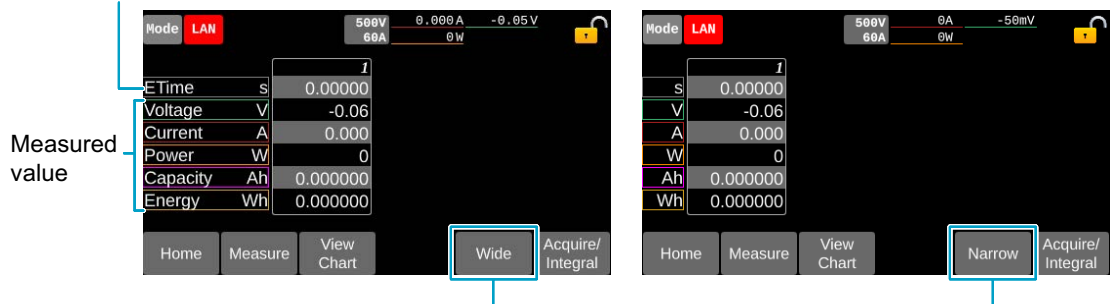 Mode LAN 500V 60A 0.000A -0.05V 0W
1
ETime s 0.00000
Voltage V -0.06
Current A 0.000
Power W 0
Capacity Ah 0.000000
Energy Wh 0.000000
Measured value
Home Measure View Chart Wide Acquire/ Integral
Mode LAN 500V 60A 0A -50mV 0W
1
s 0.00000
V -0.06
A 0.000
W 0
Ah 0.000000
Wh 0.000000
Home Measure View Chart Narrow Acquire/ Integral